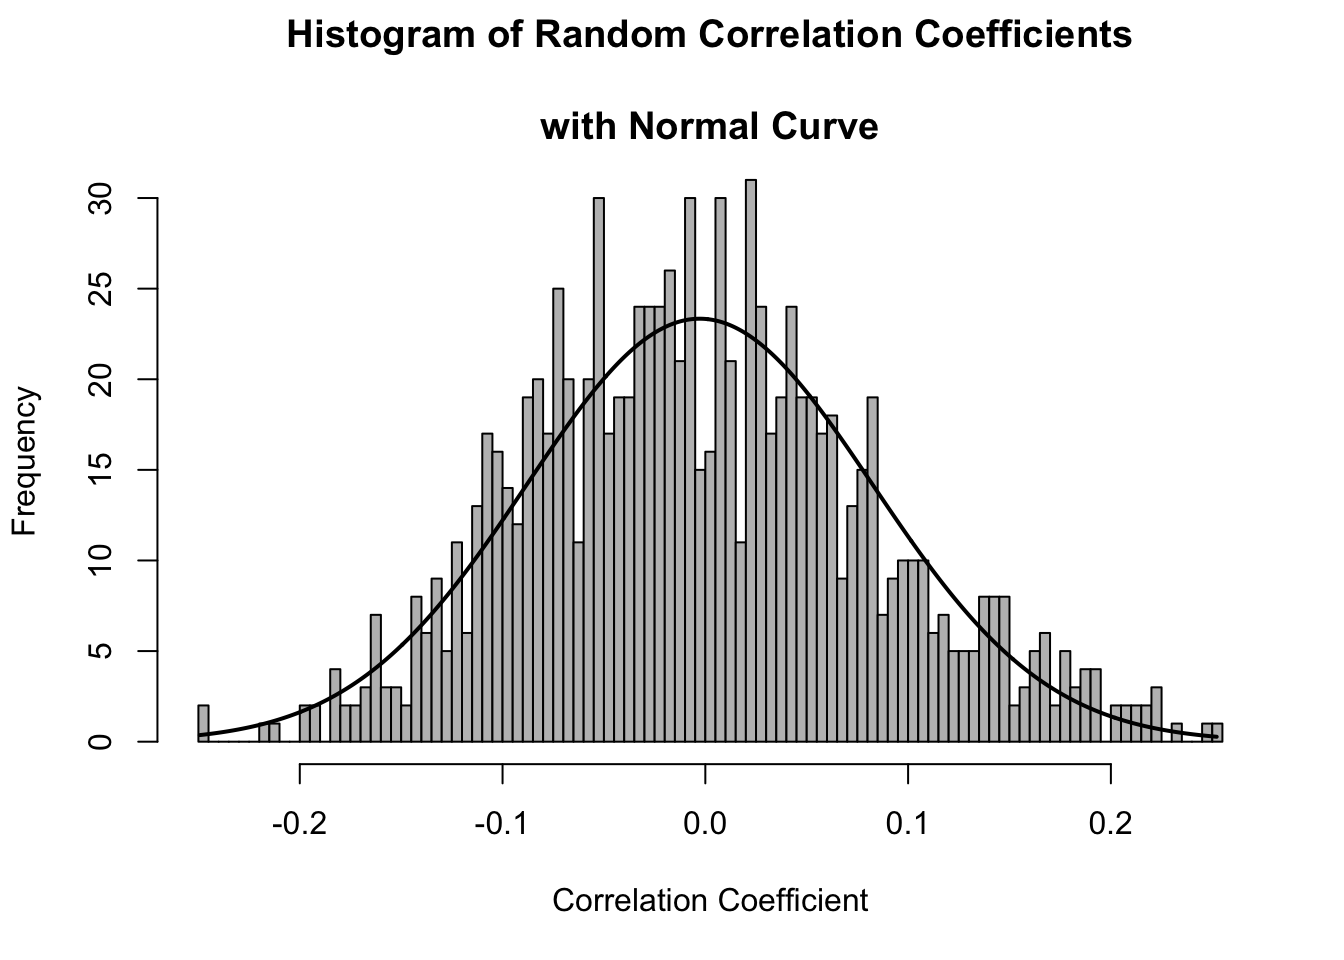 Histogram of Random Correlation Coefficients
with Normal Curve
30
25
20
15
10
5
0
Frequency
-0.2 -0.1 0.0 0.1 0.2
Correlation Coefficient